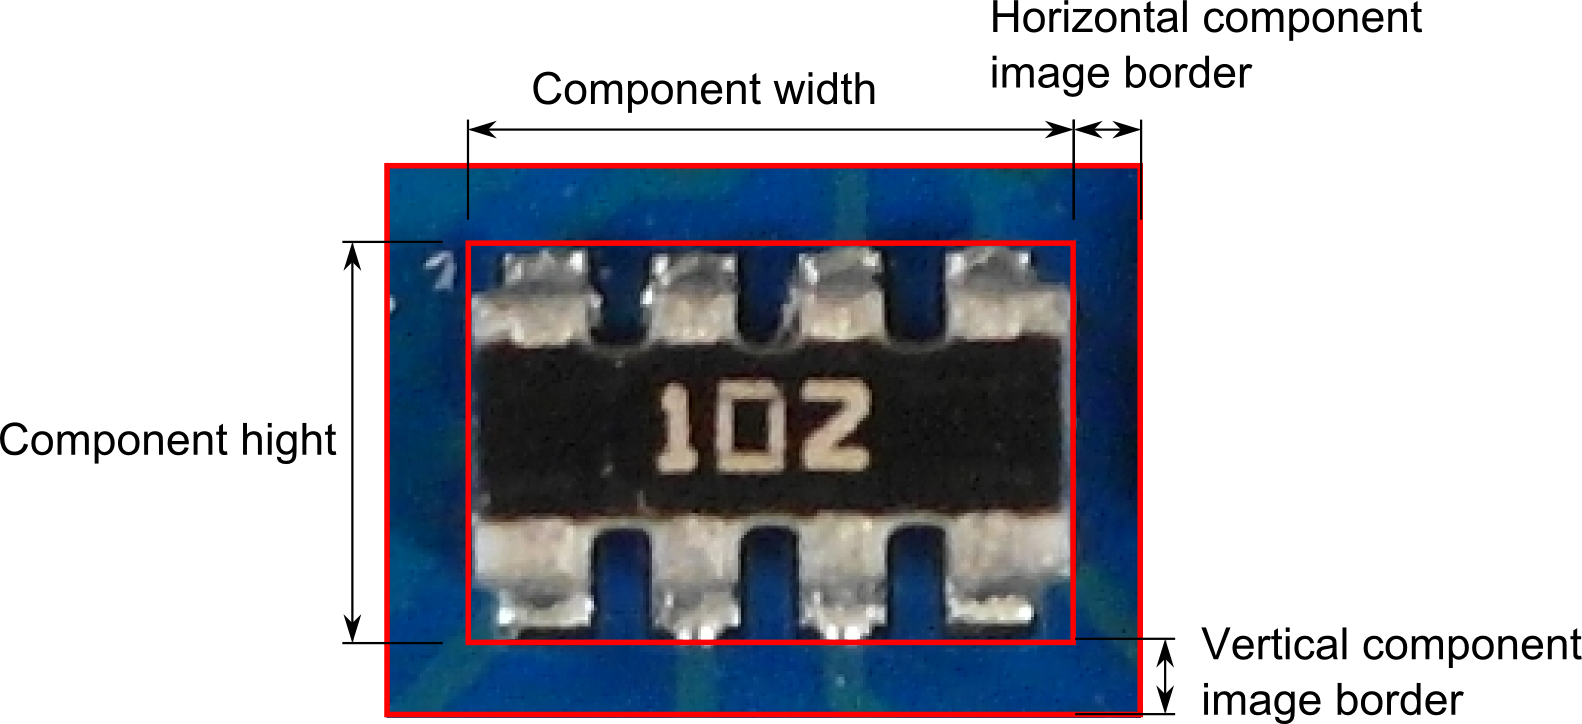 Horizontal component
image border
Component width
Component hight
102
Vertical component
image border